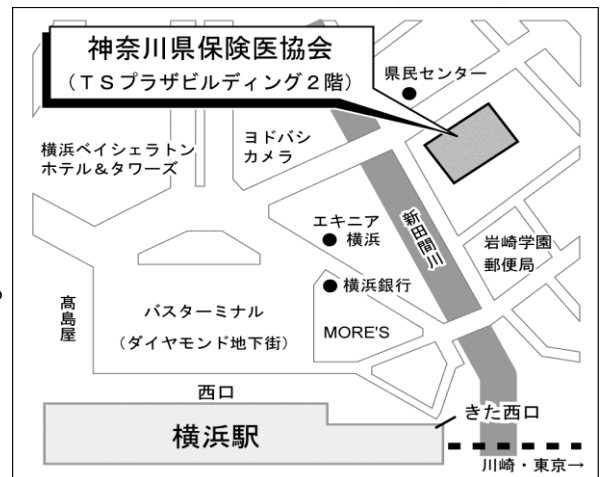 神奈川県保険医協会
（ＴＳプラザビルディング２階）
県民センター
横浜ベイシェラトン
ホテル＆タワーズ
ヨドバシ
カメラ
エキニア
横浜
新田間川
岩崎学園
郵便局
横浜銀行
髙島屋
バスターミナル
（ダイヤモンド地下街）
MORE'S
西口
きた西口
横浜駅
川崎・東京→